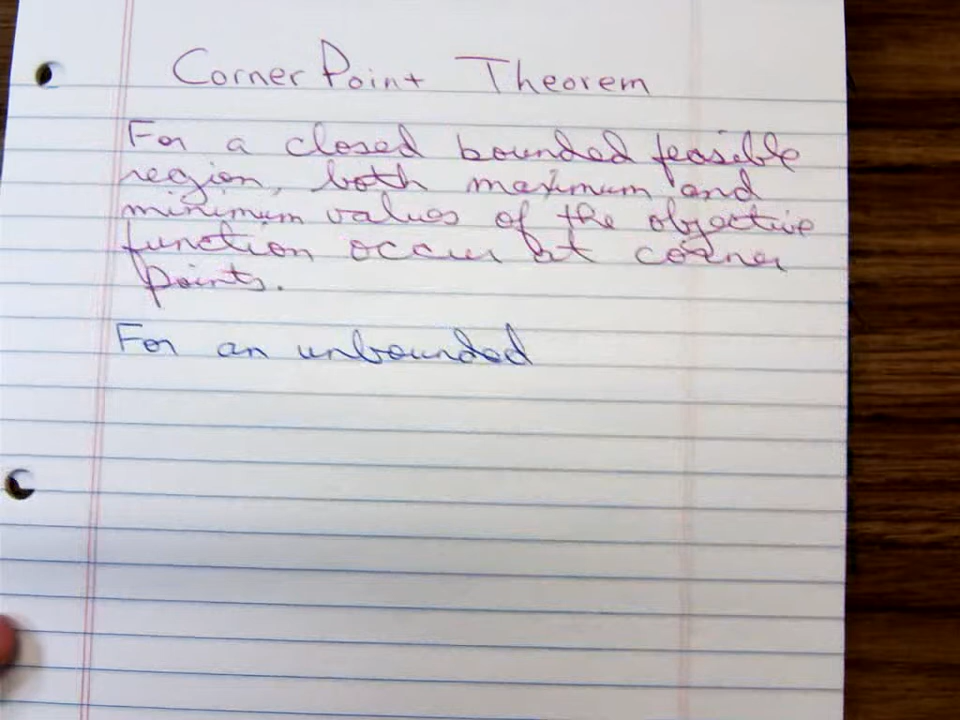 Corner Point Theorem
For a closed bounded feasible
region, both maximum and
minimum values of the objective
function occur at corner
points.
For an unbounded